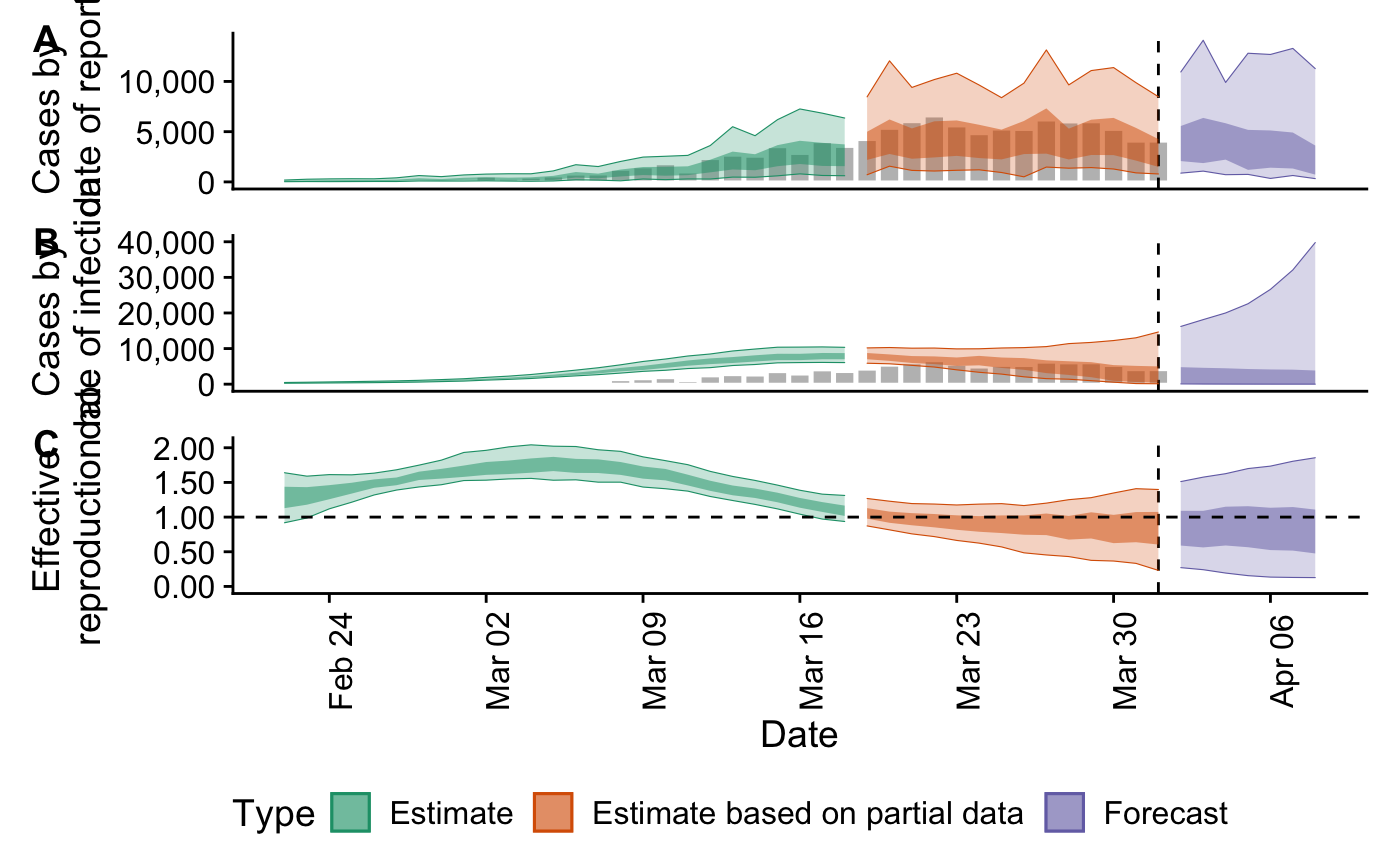 A
Cases by
date of report
10,000
5,000
0
B
Cases by
date of infection
40,000
30,000
20,000
10,000
0
C
Effective
reproduction
2.00
1.50
1.00
0.50
0.00
Feb 24
Mar 02
Mar 09
Mar 16
Mar 23
Mar 30
Apr 06
Date
Type
Estimate
Estimate based on partial data
Forecast